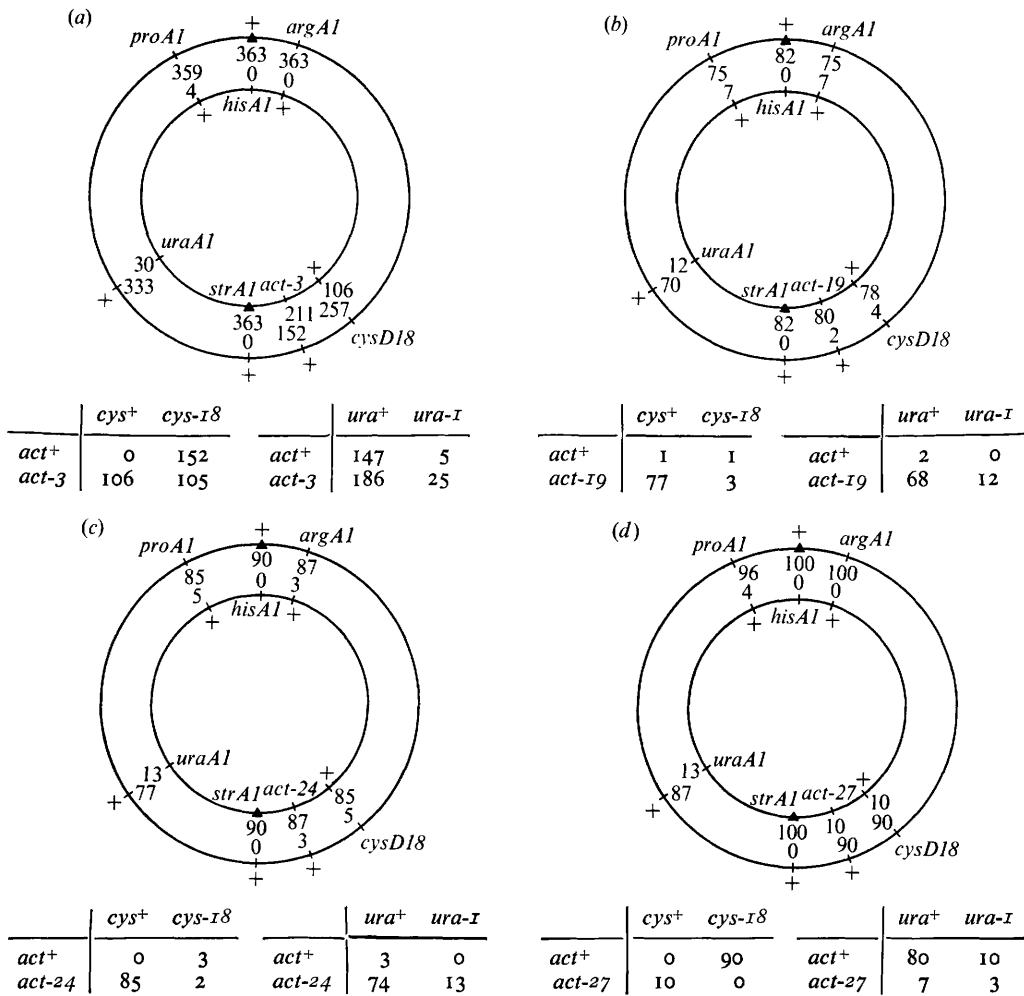 (a)
+
proA1
argA1
359 363 363
4 0 0
+ hisA1 +
uraA1
30
333
+
strA1 act-3 +
363 211 106
0 152 257
+ + cysD18
cys+ cys-18
act+ 0 152
act-3 106 105
ura+ ura-1
act+ 147 5
act-3 186 25
(b)
+
proA1
argA1
75 82 75
7 0 7
+ hisA1 +
uraA1
12
70
+
strA1 act-19 +
82 80 78
0 2 4
+ + cysD18
cys+ cys-18
act+ 1 1
act-19 77 3
ura+ ura-1
act+ 2 0
act-19 68 12
(c)
+
proA1
argA1
85 90 87
5 0 3
+ hisA1 +
uraA1
13
77
+
strA1 act-24 +
90 87 85
0 3 5
+ + cysD18
cys+ cys-18
act+ 0 3
act-24 85 2
ura+ ura-1
act+ 3 0
act-24 74 13
(d)
+
proA1
argA1
96 100 100
4 0 0
+ hisA1 +
uraA1
13
87
+
strA1 act-27 +
100 10 10
0 90 90
+ + cysD18
cys+ cys-18
act+ 0 90
act-27 10 0
ura+ ura-1
act+ 80 10
act-27 7 3